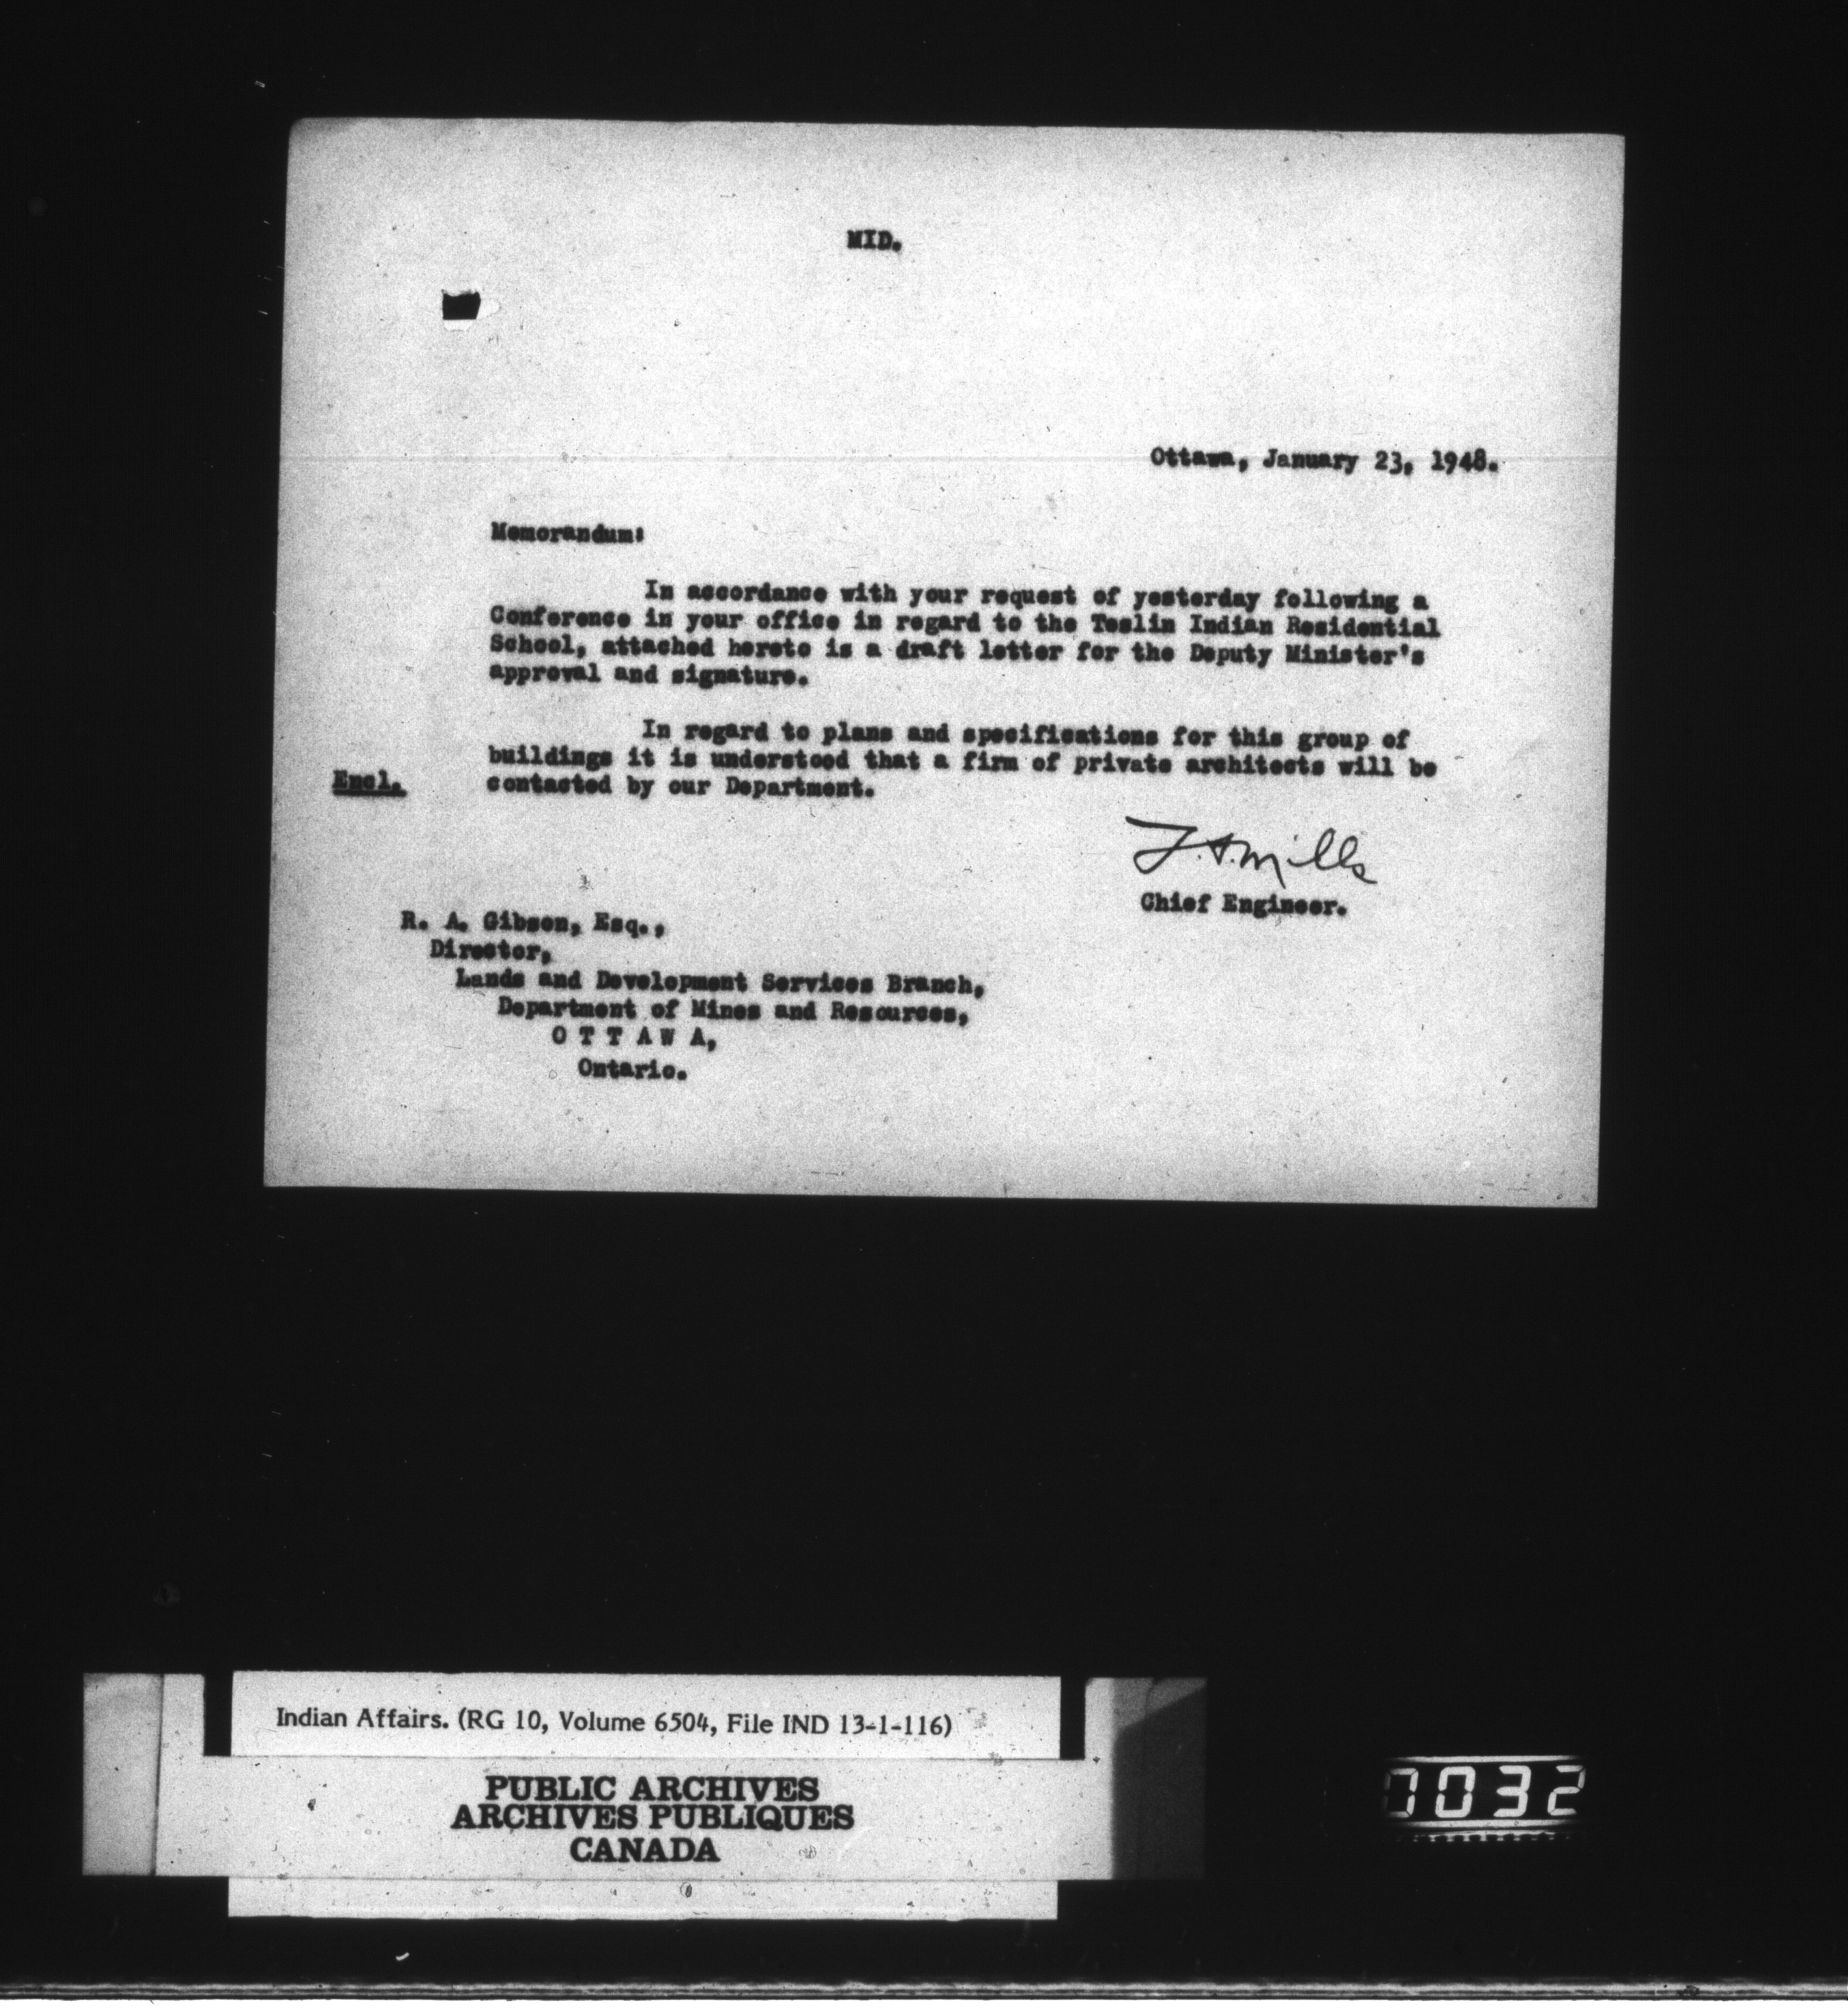 MID.
Ottawa, January 23, 1948.
Memorandum:
In accordance with your request of yesterday following a
Conference in your office in regard to the Teslin Indian Residential
School, attached hereto is a draft letter for the Deputy Minister's
approval and signature.
In regard to plans and specifications for this group of
buildings it is understood that a firm of private architects will be
contacted by our Department.
Encl.
Mills
Chief Engineer.
R. A. Gibson, Esq.,
Director,
Lands and Development Services Branch,
Department of Mines and Resources,
O T T A W A,
Ontario.
Indian Affairs. (RG 10, Volume 6504, File IND 13-1-116)
PUBLIC ARCHIVES
ARCHIVES PUBLIQUES
CANADA
0032